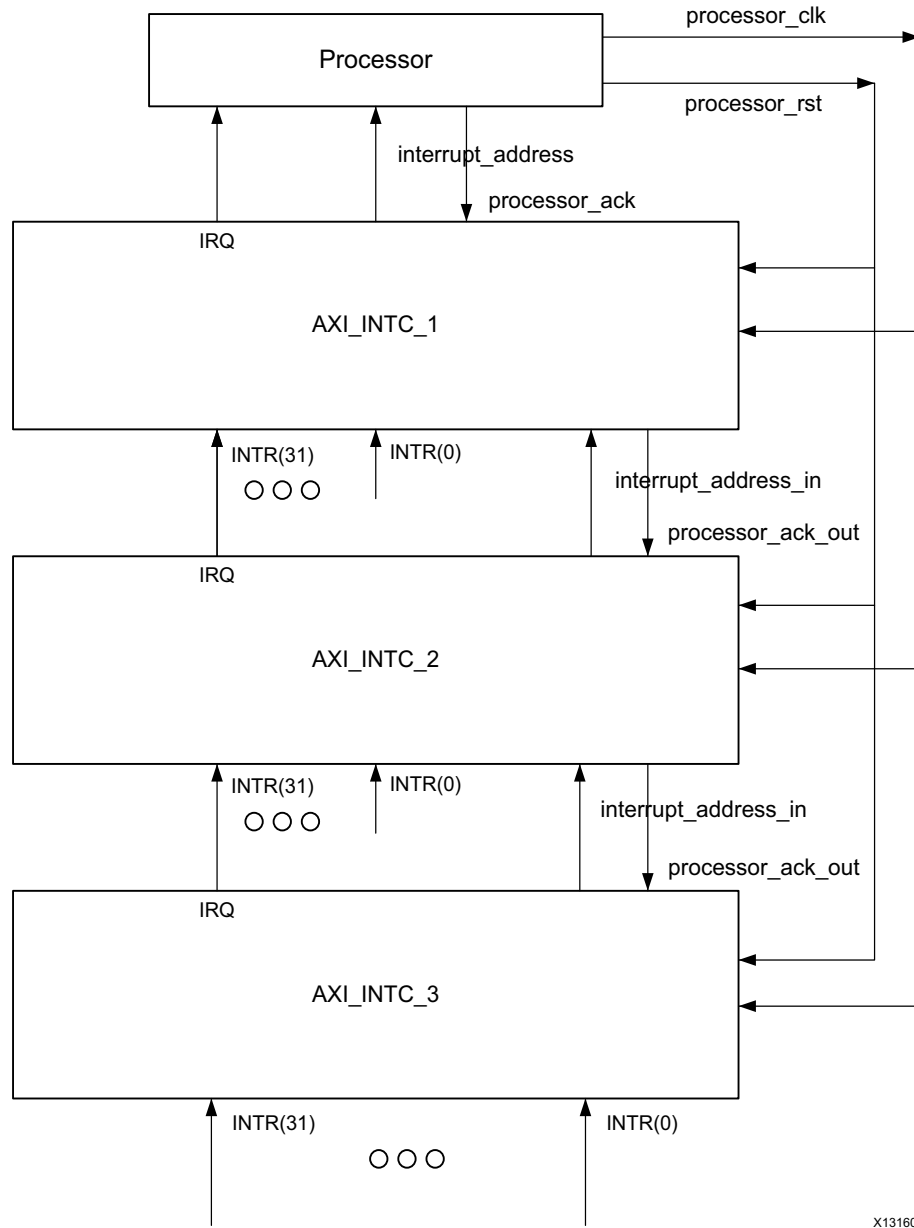 processor_clk
Processor
processor_rst
interrupt_address
processor_ack
IRQ
AXI_INTC_1
INTR(31)
INTR(0)
interrupt_address_in
processor_ack_out
IRQ
AXI_INTC_2
INTR(31)
INTR(0)
interrupt_address_in
processor_ack_out
IRQ
AXI_INTC_3
INTR(31)
INTR(0)
X13160